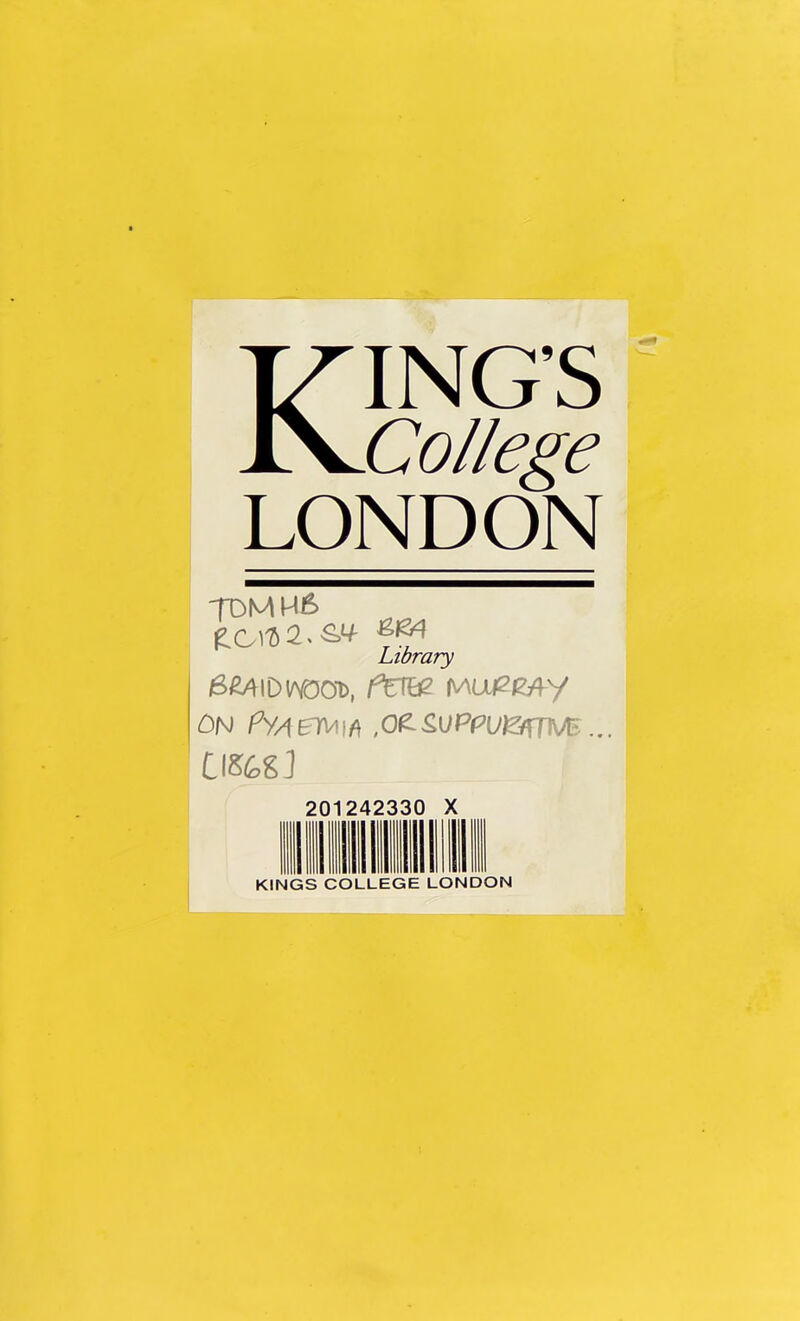 KING'S
College
LONDON
TOMHB
RC182.S4 BRA
Library
BRAIDWOOD, PETER MURRAY
ON PYAEMIA , OR SUPPURATIVE ...
[1868]
201242330 X
KINGS COLLEGE LONDON